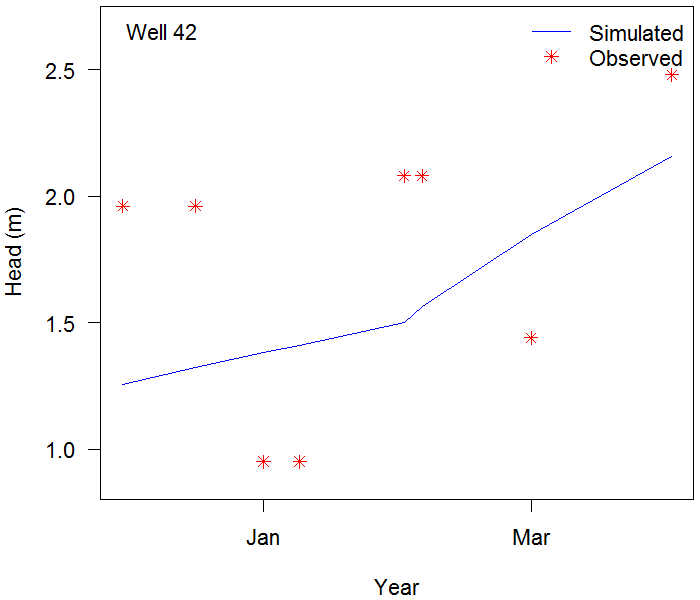 Well 42
Simulated
Observed
2.5
2.0
1.5
1.0
Head (m)
Jan
Mar
Year